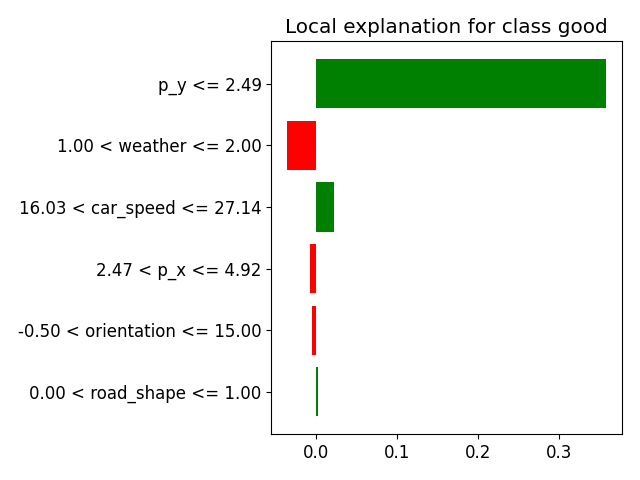 Local explanation for class good
p_y <= 2.49
1.00 < weather <= 2.00
16.03 < car_speed <= 27.14
2.47 < p_x <= 4.92
-0.50 < orientation <= 15.00
0.00 < road_shape <= 1.00
0.0 0.1 0.2 0.3